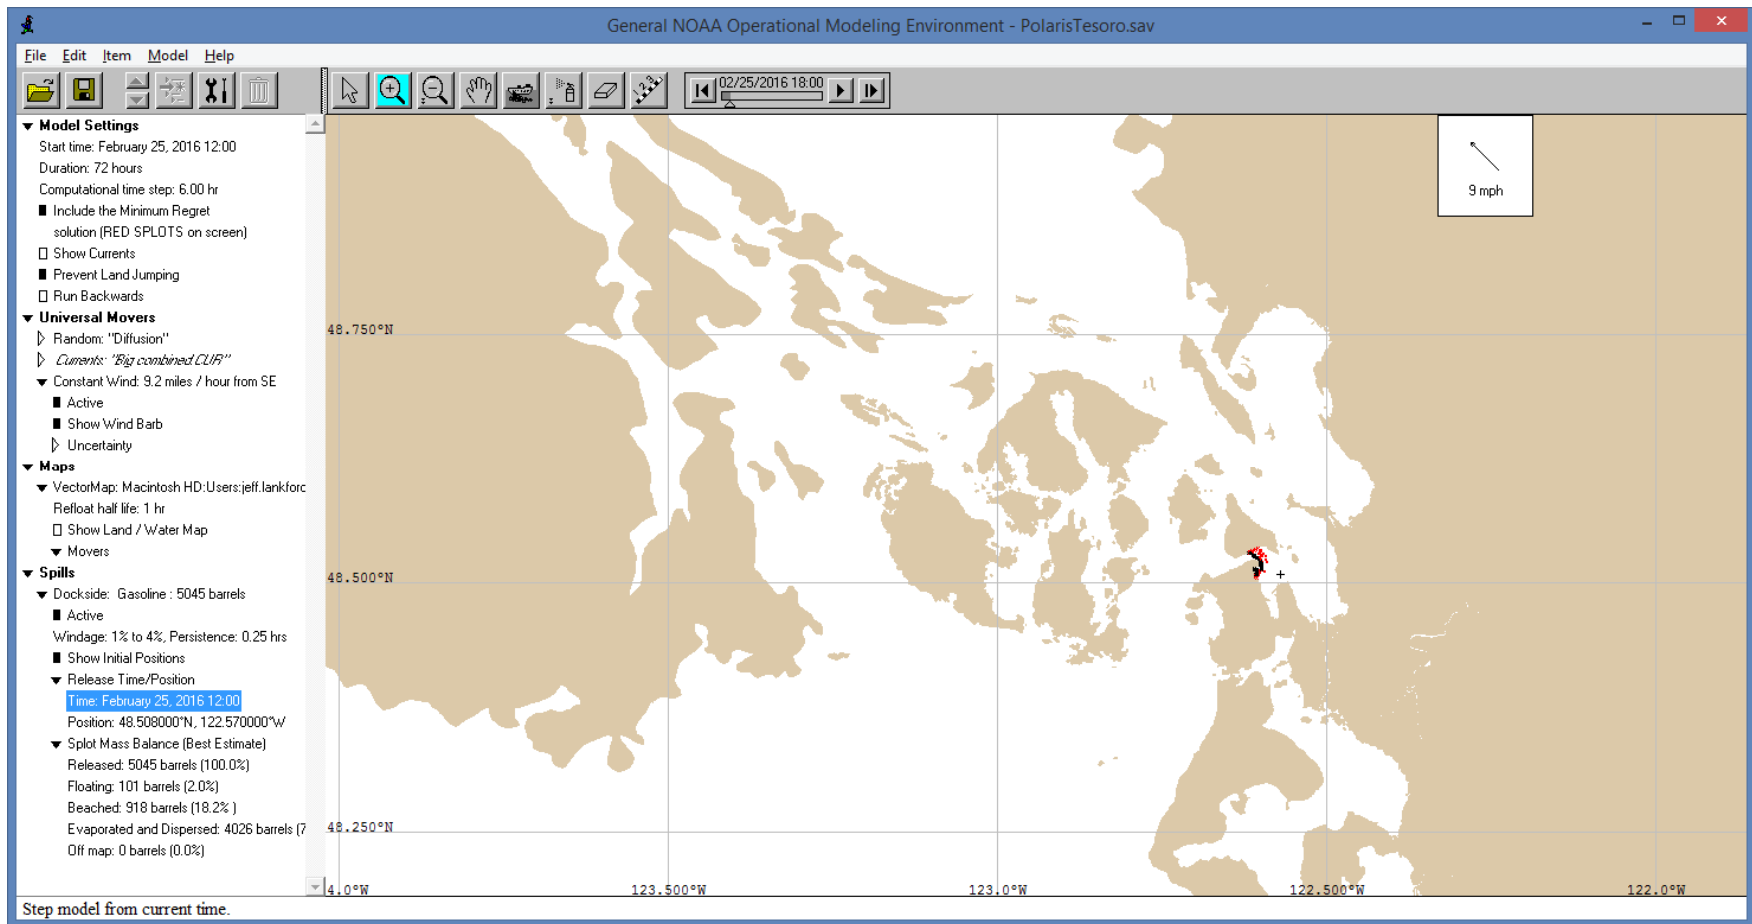 General NOAA Operational Modeling Environment - PolarisTesoro.sav
File Edit Item Model Help
02/25/2016 18:00
Model Settings
Start time: February 25, 2016 12:00
Duration: 72 hours
Computational time step: 6.00 hr
Include the Minimum Regret
solution (RED SPLOTS on screen)
Show Currents
Prevent Land Jumping
Run Backwards
Universal Movers
Random: "Diffusion"
Currents: "Big combined.CUR"
Constant Wind: 9.2 miles / hour from SE
Active
Show Wind Barb
Uncertainty
Maps
VectorMap: Macintosh HD:Users:jeff.lankford
Refloat half life: 1 hr
Show Land / Water Map
Movers
Spills
Dockside: Gasoline : 5045 barrels
Active
Windage: 1% to 4%, Persistence: 0.25 hrs
Show Initial Positions
Release Time/Position
Time: February 25, 2016 12:00
Position: 48.508000°N, 122.570000°W
Splot Mass Balance (Best Estimate)
Released: 5045 barrels (100.0%)
Floating: 101 barrels (2.0%)
Beached: 918 barrels (18.2% )
Evaporated and Dispersed: 4026 barrels (7
Off map: 0 barrels (0.0%)
9 mph
48.750°N
48.500°N
48.250°N
4.0°W 123.500°W 123.0°W 122.500°W 122.0°W
Step model from current time.